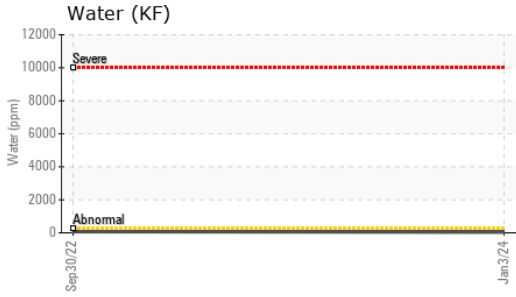 Water (KF)
12000
Severe
10000
8000
Water (ppm)
6000
4000
2000
Abnormal
0
Sep30/22
Jan3/24